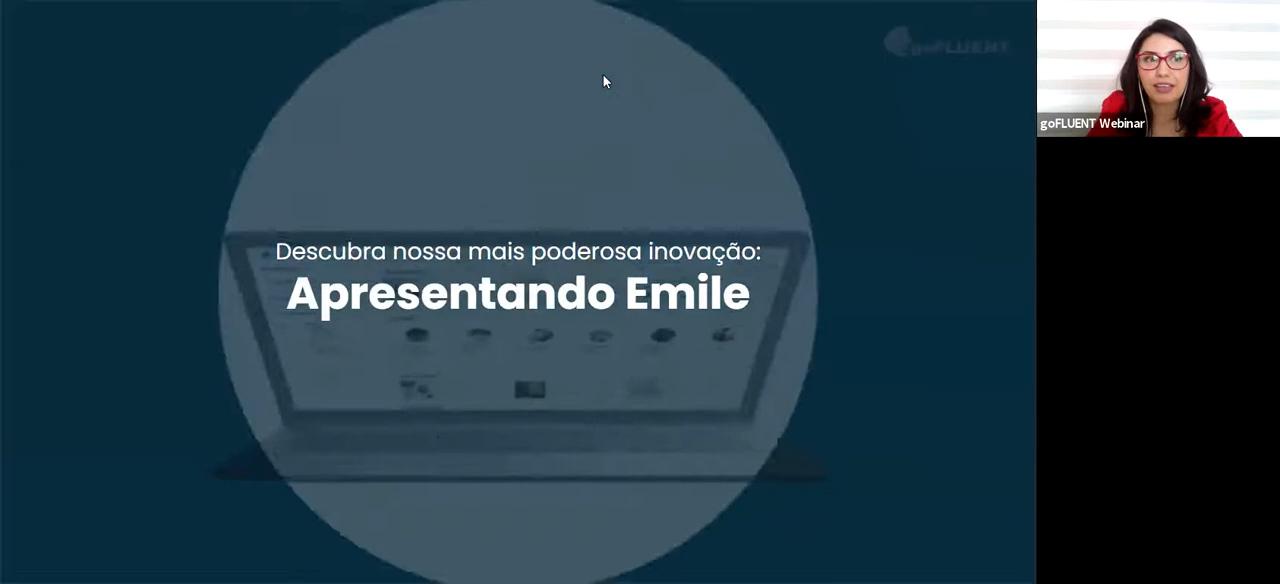 goFLUENT
Descubra nossa mais poderosa inovação:
Apresentando Emile
goFLUENT Webinar